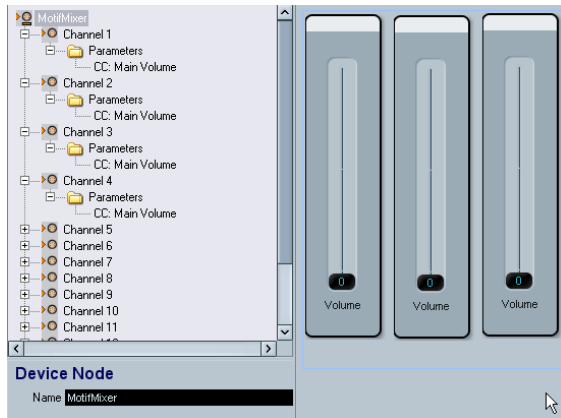 MotifMixer
Channel 1
Parameters
CC: Main Volume
Channel 2
Parameters
CC: Main Volume
Channel 3
Parameters
CC: Main Volume
Channel 4
Parameters
CC: Main Volume
Channel 5
Channel 6
Channel 7
Channel 8
Channel 9
Channel 10
Channel 11
Device Node
Name MotifMixer
0 0 0
Volume Volume Volume